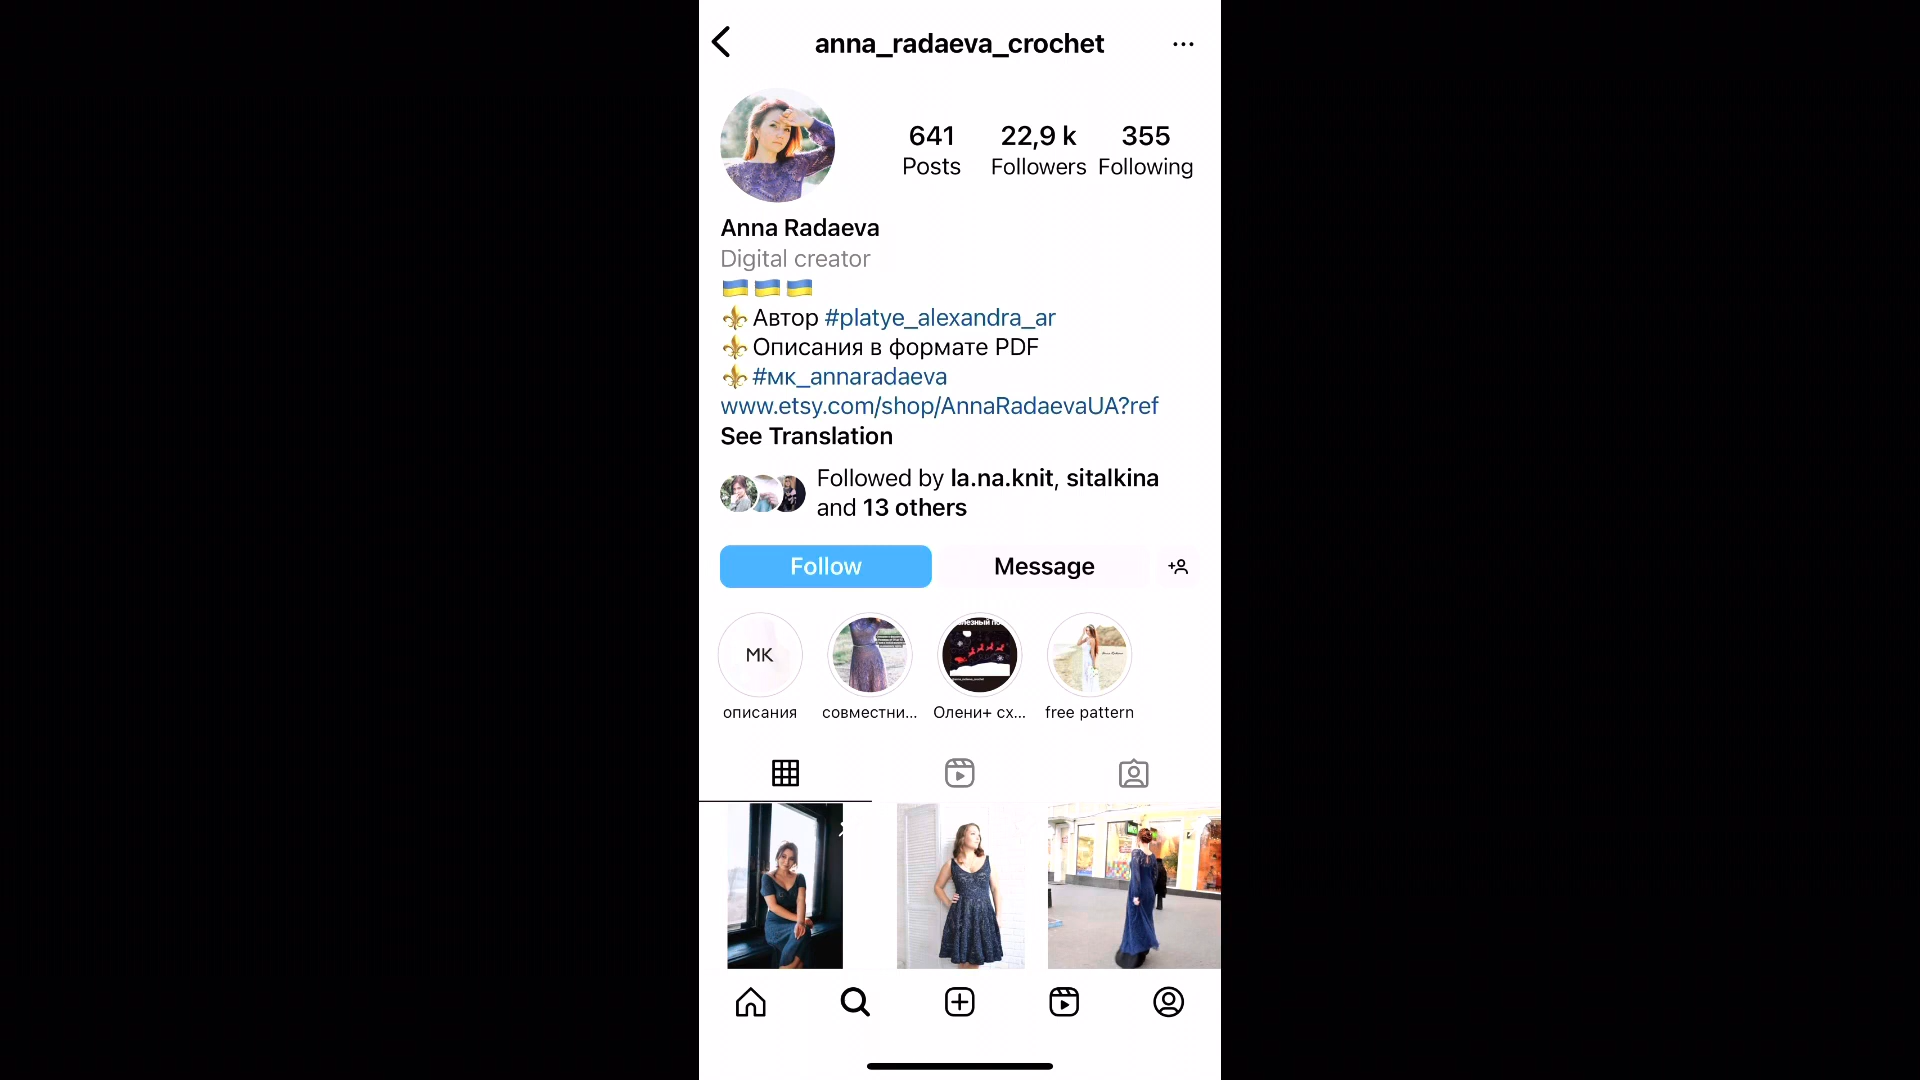 anna_radaeva_crochet
641 22,9 k 355
Posts Followers Following
Anna Radaeva
Digital creator
Автор #platye_alexandra_ar
Описания в формате PDF
#мк_annaradaeva
www.etsy.com/shop/AnnaRadaevaUA?ref
See Translation
Followed by la.na.knit, sitalkina
and 13 others
Follow Message
МК
описания совместни... Олени+ сх... free pattern